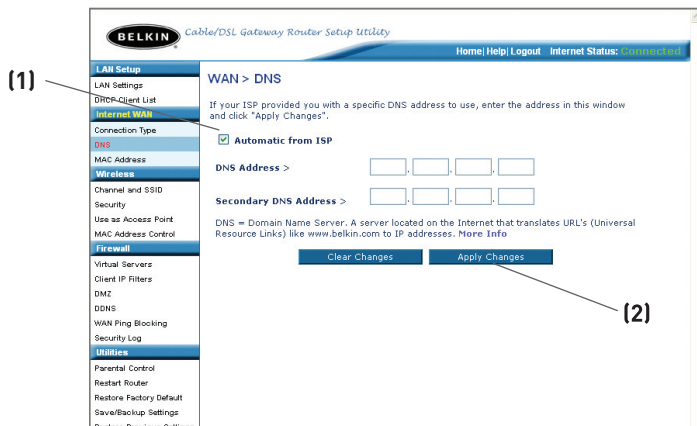 BELKIN
Cable/DSL Gateway Router Setup Utility
Home| Help| Logout Internet Status: Connected
(1)
LAN Setup
LAN Settings
DHCP Client List
Internet WAN
Connection Type
DNS
MAC Address
Wireless
Channel and SSID
Security
Use as Access Point
MAC Address Control
Firewall
Virtual Servers
Client IP Filters
DMZ
DDNS
WAN Ping Blocking
Security Log
Utilities
Parental Control
Restart Router
Restore Factory Default
Save/Backup Settings
Restore Previous Settings
WAN > DNS
If your ISP provided you with a specific DNS address to use, enter the address in this window
and click "Apply Changes".
Automatic from ISP
DNS Address >
. . .
Secondary DNS Address >
. . .
DNS = Domain Name Server. A server located on the Internet that translates URL's (Universal
Resource Links) like www.belkin.com to IP addresses. More Info
Clear Changes Apply Changes
(2)